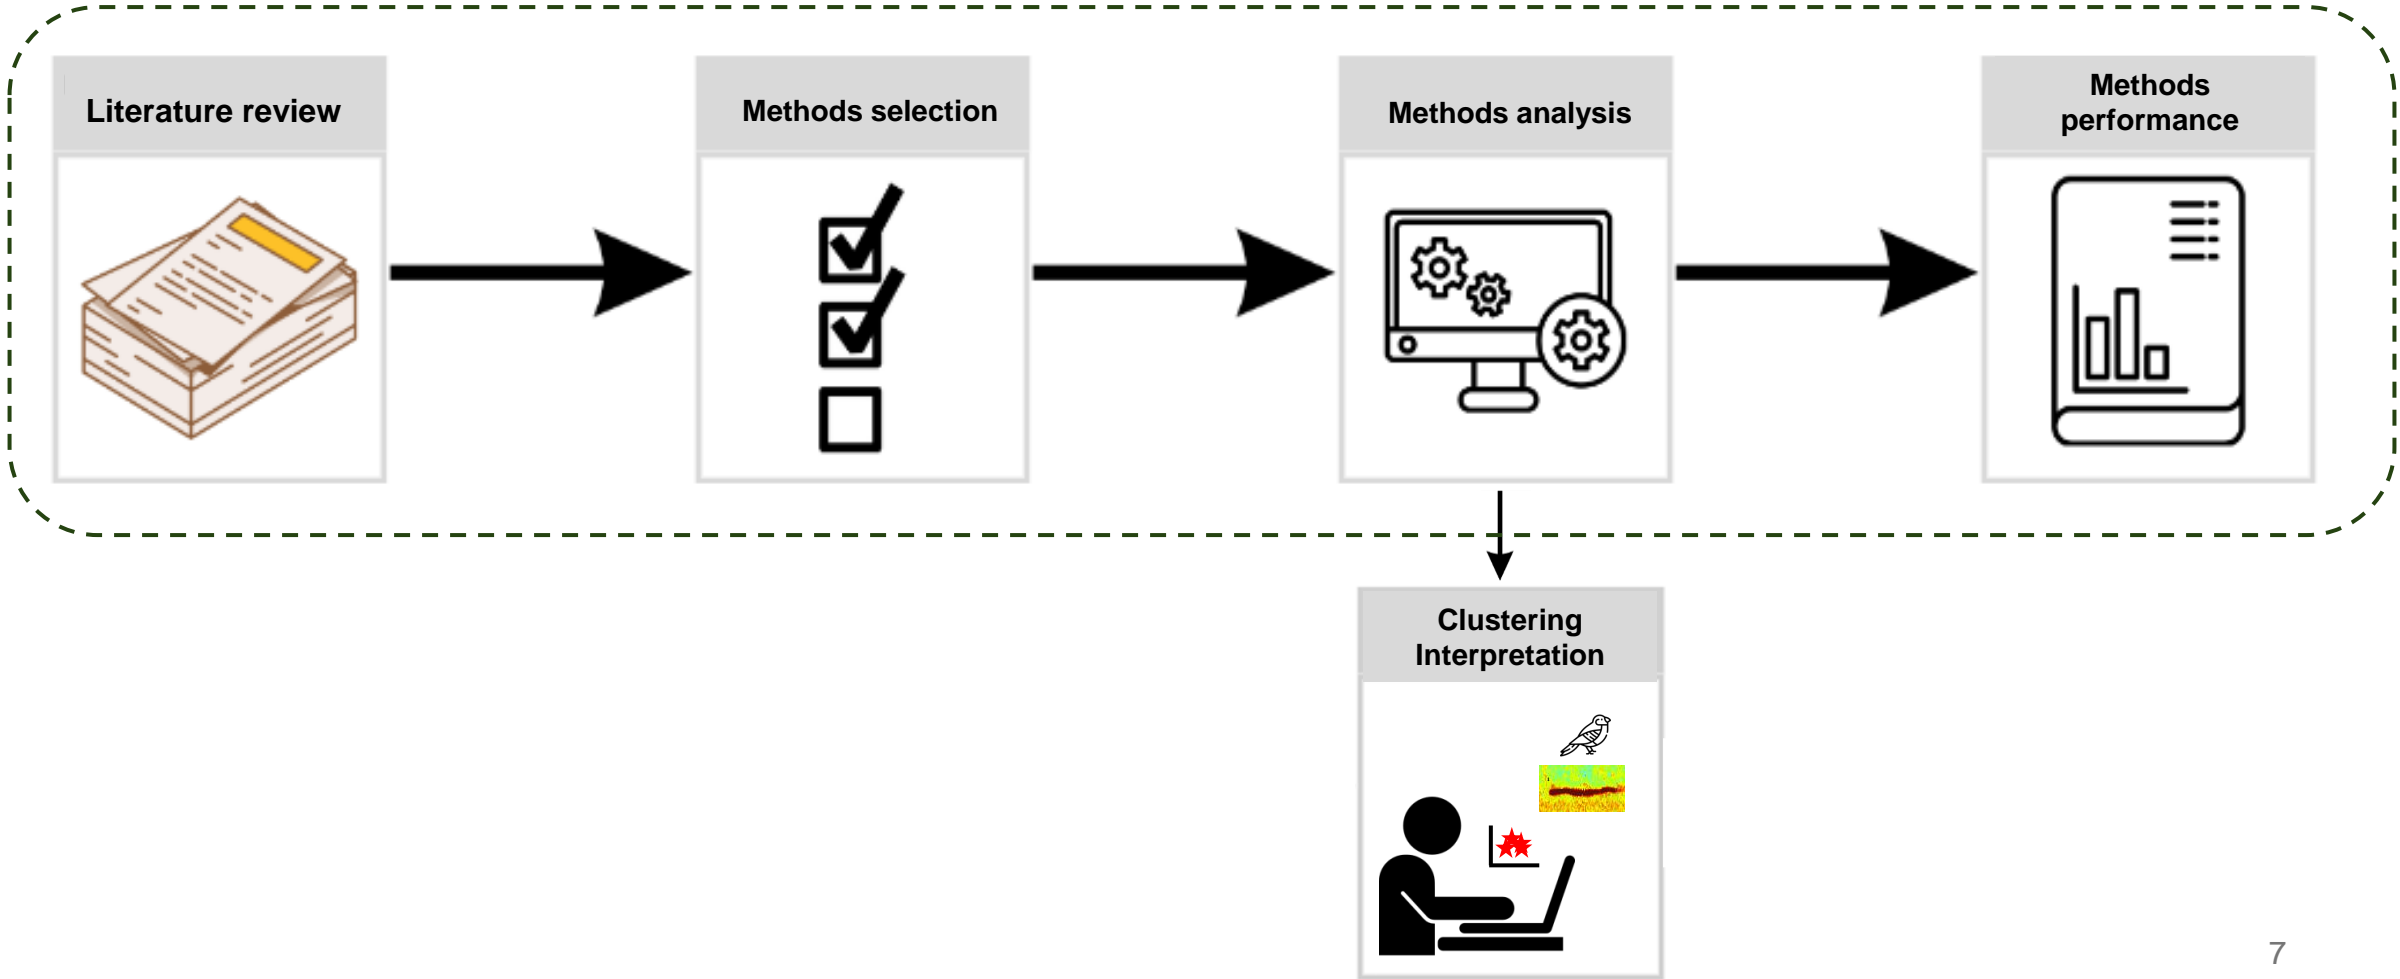 Literature review
Methods selection
Methods analysis
Methods
performance
Clustering
Interpretation
7